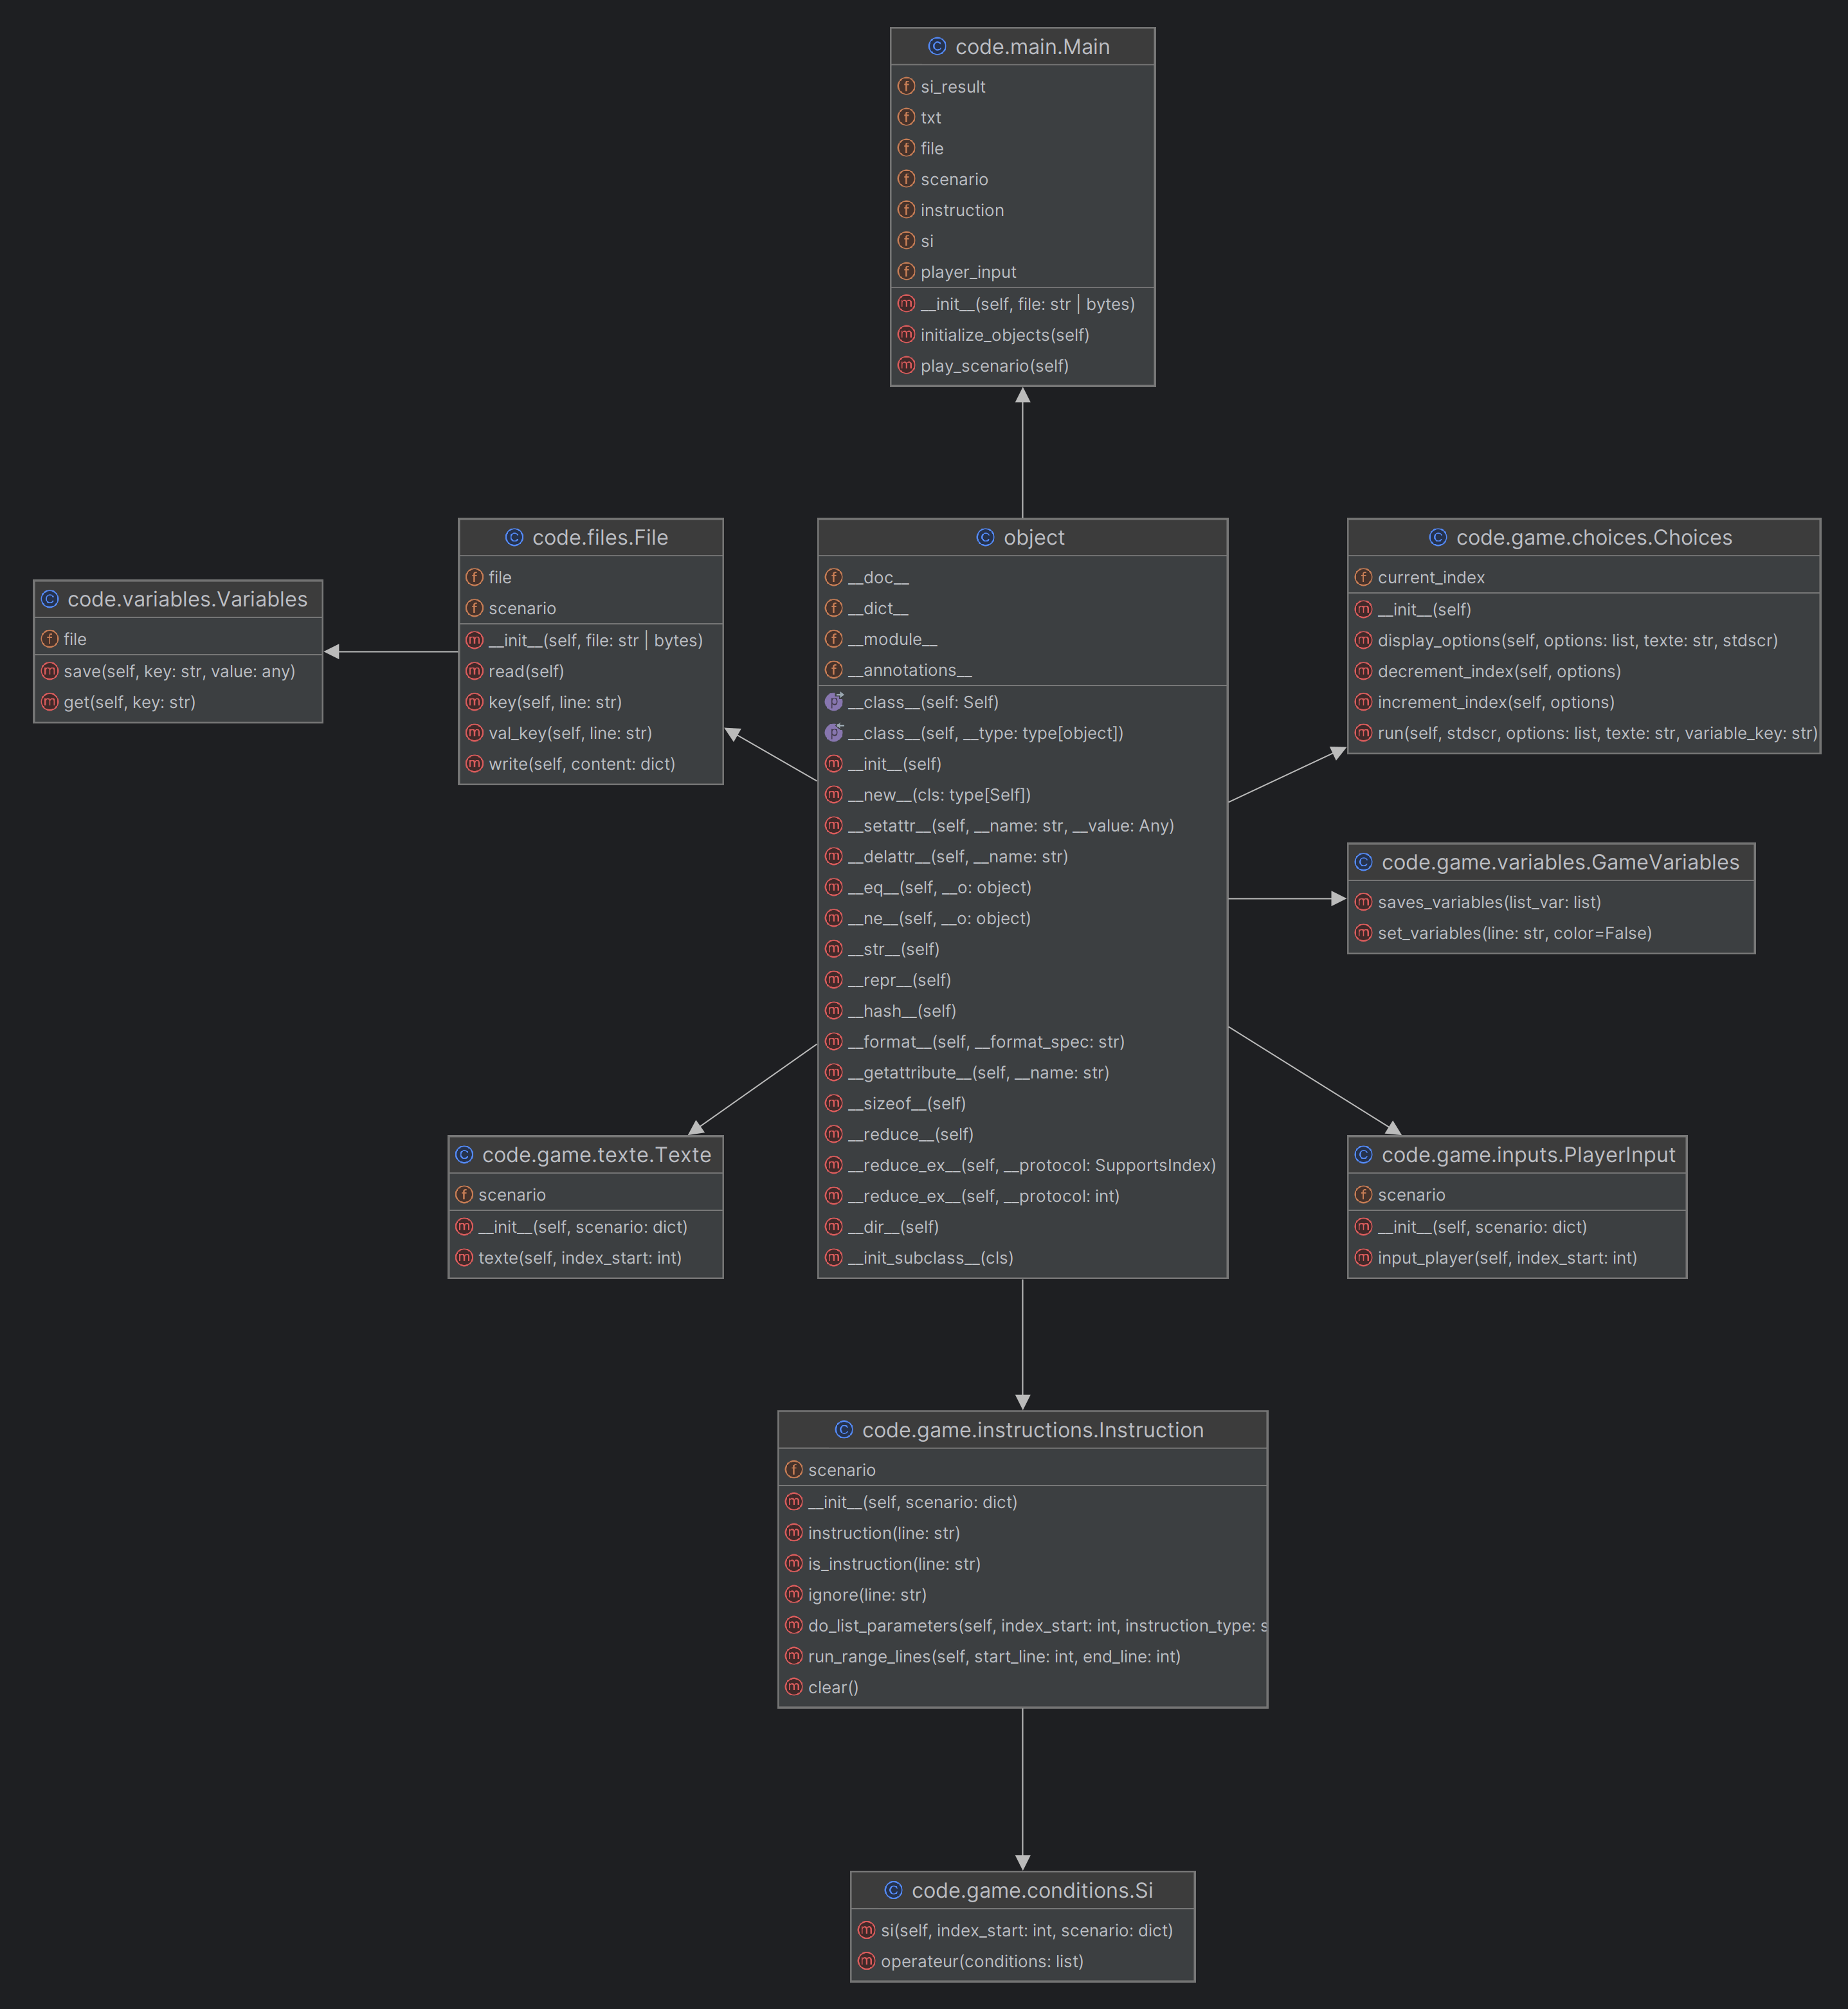 code.main.Main
si_result
txt
file
scenario
instruction
si
player_input
__init__(self, file: str | bytes)
initialize_objects(self)
play_scenario(self)
code.variables.Variables
file
save(self, key: str, value: any)
get(self, key: str)
code.files.File
file
scenario
__init__(self, file: str | bytes)
read(self)
key(self, line: str)
val_key(self, line: str)
write(self, content: dict)
object
__doc__
__dict__
__module__
__annotations__
__class__(self: Self)
__class__(self, __type: type[object])
__init__(self)
__new__(cls: type[Self])
__setattr__(self, __name: str, __value: Any)
__delattr__(self, __name: str)
__eq__(self, __o: object)
__ne__(self, __o: object)
__str__(self)
__repr__(self)
__hash__(self)
__format__(self, __format_spec: str)
__getattribute__(self, __name: str)
__sizeof__(self)
__reduce__(self)
__reduce_ex__(self, __protocol: SupportsIndex)
__reduce_ex__(self, __protocol: int)
__dir__(self)
__init_subclass__(cls)
code.game.choices.Choices
current_index
__init__(self)
display_options(self, options: list, texte: str, stdscr)
decrement_index(self, options)
increment_index(self, options)
run(self, stdscr, options: list, texte: str, variable_key: str)
code.game.variables.GameVariables
saves_variables(list_var: list)
set_variables(line: str, color=False)
code.game.texte.Texte
scenario
__init__(self, scenario: dict)
texte(self, index_start: int)
code.game.inputs.PlayerInput
scenario
__init__(self, scenario: dict)
input_player(self, index_start: int)
code.game.instructions.Instruction
scenario
__init__(self, scenario: dict)
instruction(line: str)
is_instruction(line: str)
ignore(line: str)
do_list_parameters(self, index_start: int, instruction_type: s
run_range_lines(self, start_line: int, end_line: int)
clear()
code.game.conditions.Si
si(self, index_start: int, scenario: dict)
operateur(conditions: list)